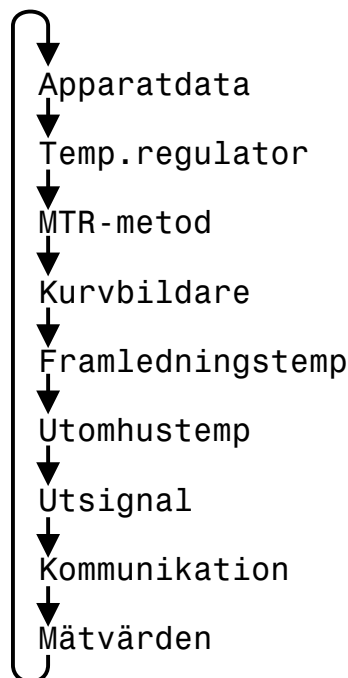 Apparatdata
Temp.regulator
MTR-metod
Kurvbildare
Framledningstemp
Utomhustemp
Utsignal
Kommunikation
Mätvärden